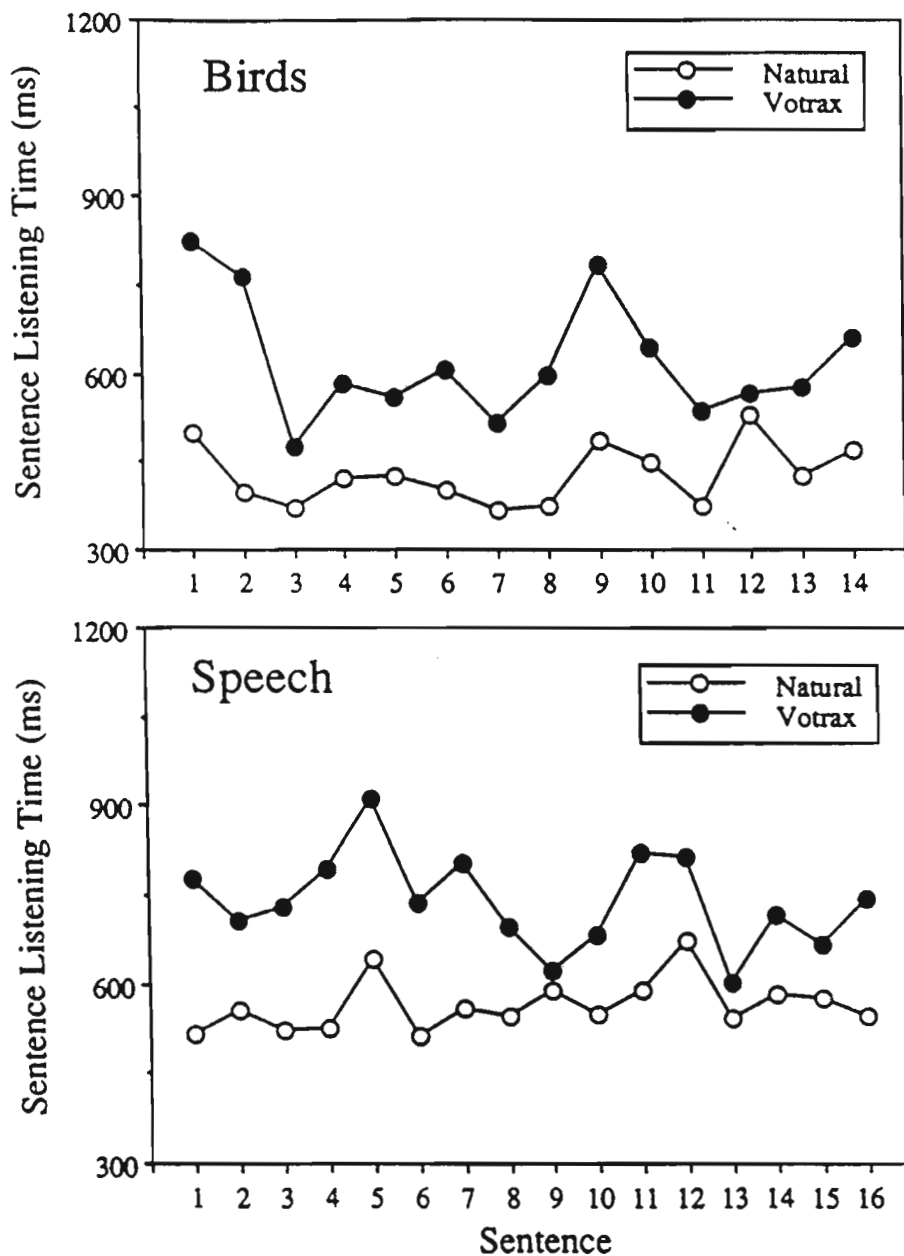 1200
900
600
300
Sentence Listening Time (ms)
Birds
Natural
Votrax
1 2 3 4 5 6 7 8 9 10 11 12 13 14
1200
900
600
300
Sentence Listening Time (ms)
Speech
Natural
Votrax
1 2 3 4 5 6 7 8 9 10 11 12 13 14 15 16
Sentence